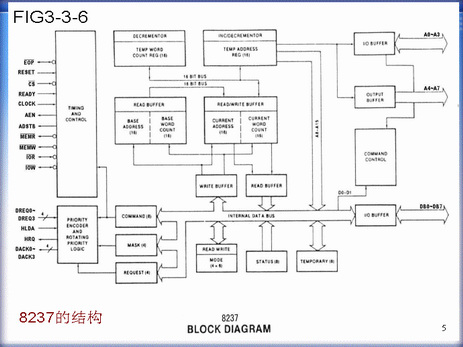 FIG3-3-6
DECREMENTOR
TEMP WORD
COUNT REG (16)
INC/DECREMENTOR
TEMP ADDRESS
REG (16)
I/O BUFFER
A0-A3
16 BIT BUS
16 BIT BUS
OUTPUT
BUFFER
A4-A7
EOP
RESET
CS
READY
CLOCK
AEN
ADSTB
MEMR
MEMW
IOR
IOW
TIMING
AND
CONTROL
READ BUFFER
BASE
ADDRESS
(16)
BASE
WORD
COUNT
(16)
READ/WRITE BUFFER
CURRENT
ADDRESS
(16)
CURRENT
WORD
COUNT
(16)
A8-A15
COMMAND
CONTROL
WRITE BUFFER
READ BUFFER
D0-D1
DREQ0-
DREQ3
HLDA
HRQ
DACK0-
DACK3
4
4
PRIORITY
ENCODER
AND
ROTATING
PRIORITY
LOGIC
COMMAND (8)
MASK (4)
REQUEST (4)
INTERNAL DATA BUS
I/O BUFFER
DB0-DB7
READ WRITE
MODE
(4 × 6)
STATUS (8)
TEMPORARY (8)
8237的结构
8237
BLOCK DIAGRAM
5